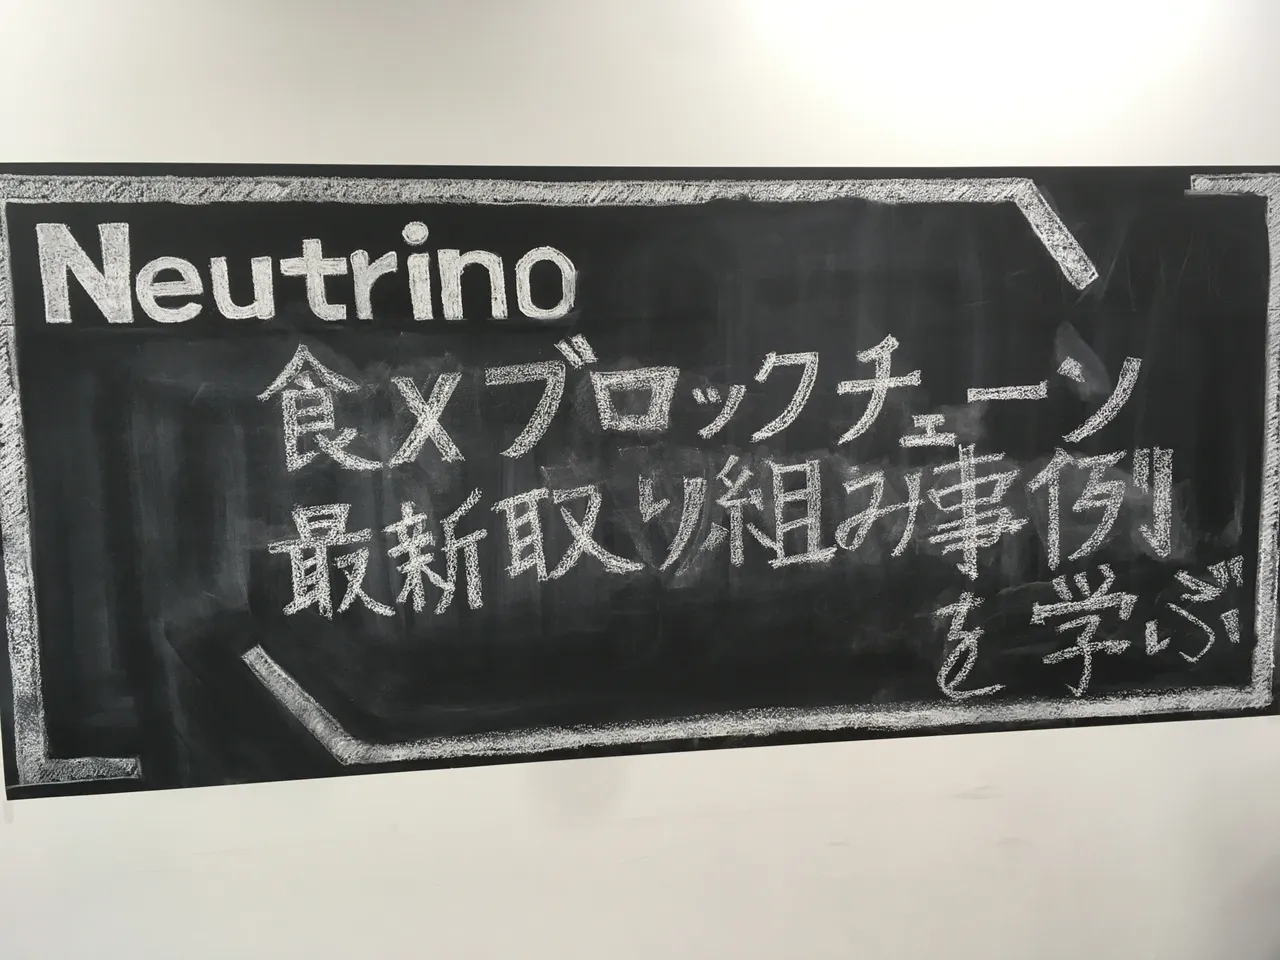 Neutrino
食×ブロックチェーン
最新取り組み事例
を学ぶ